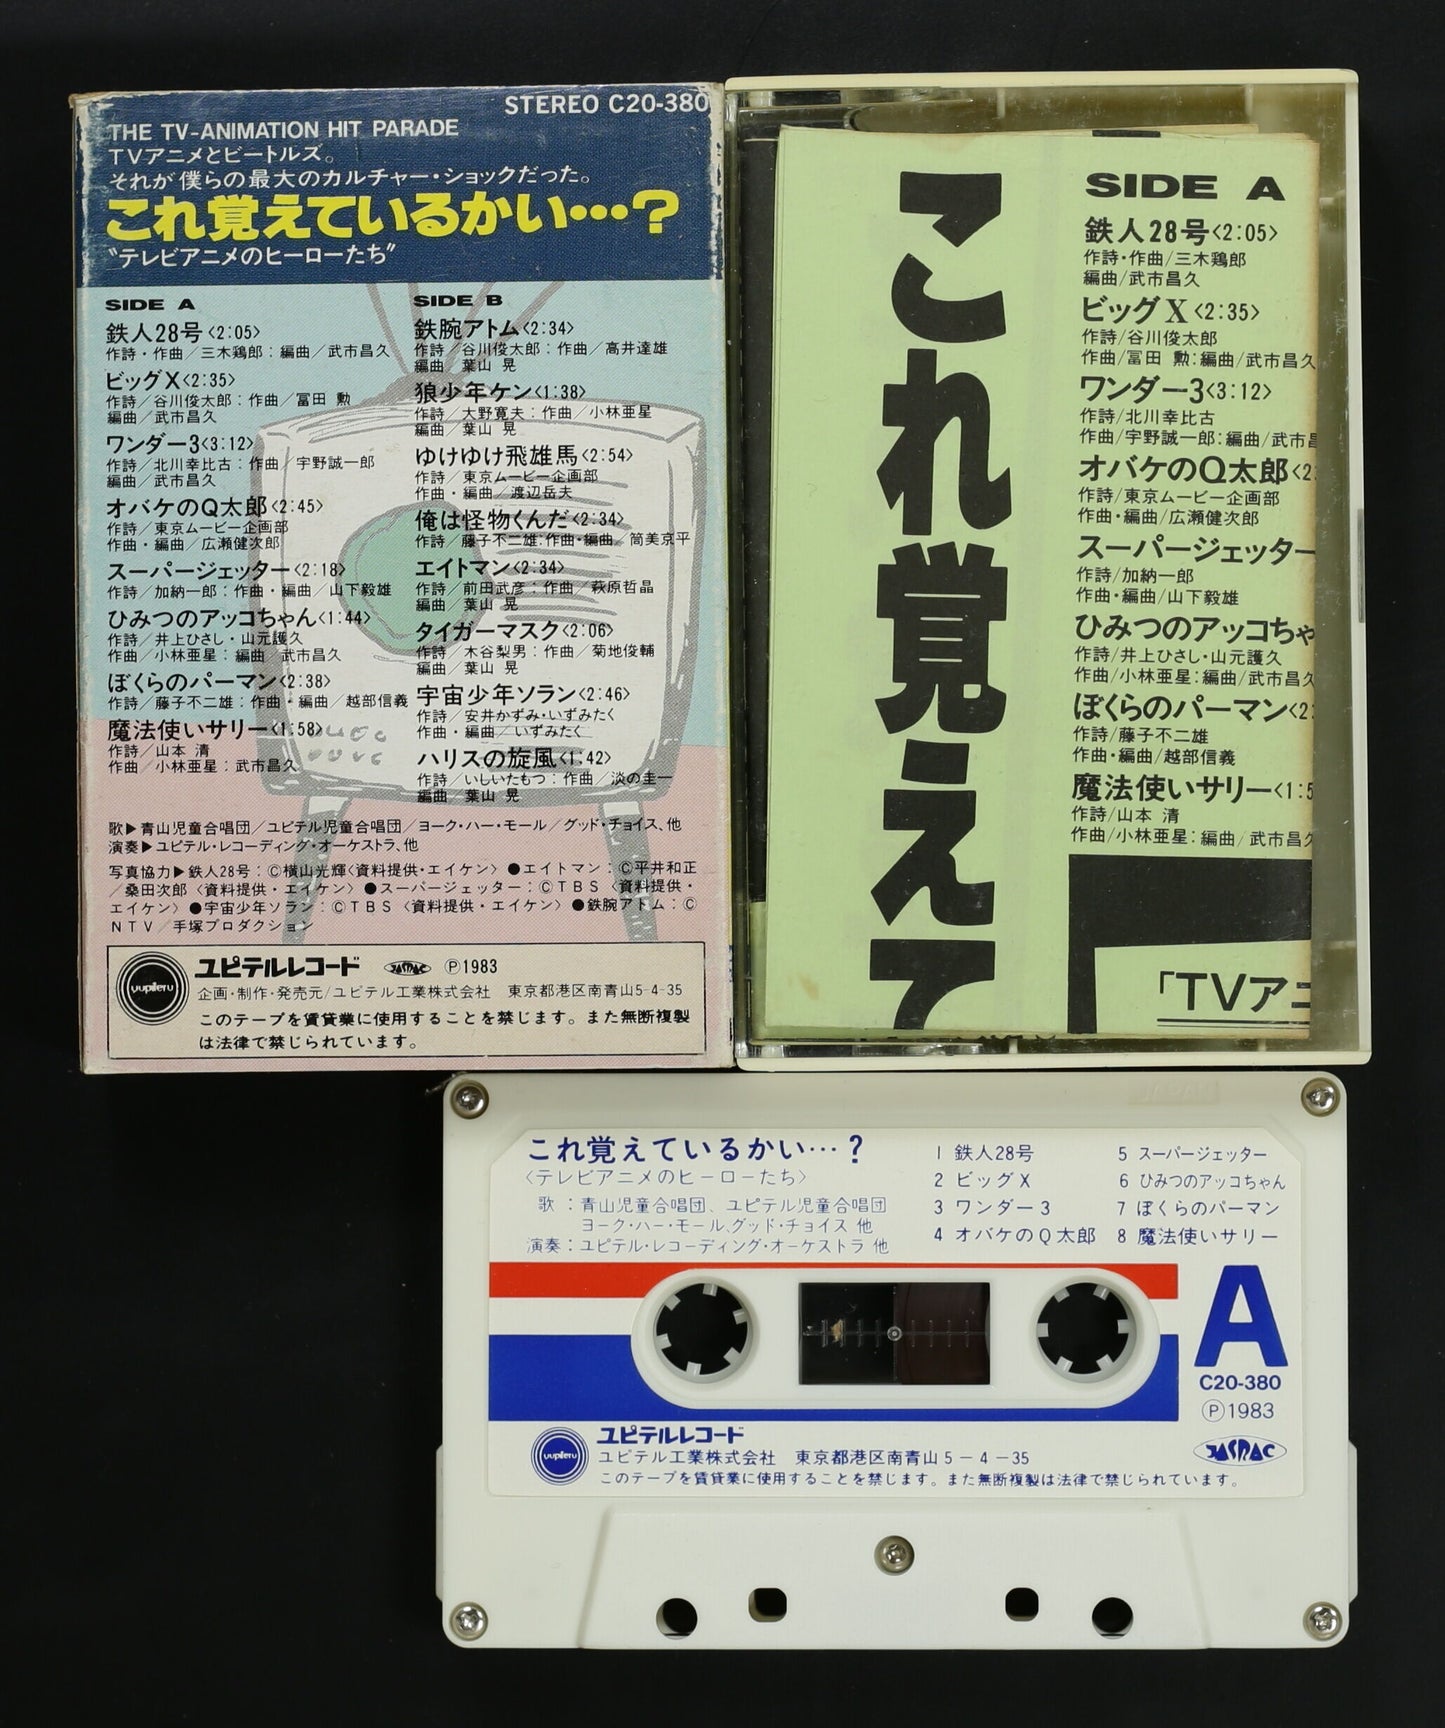 STEREO C20-380
THE TV-ANIMATION HIT PARADE
TVアニメとビートルズ。
それが僕らの最大のカルチャー・ショックだった。
これ覚えているかい…?
"テレビアニメのヒーローたち"
SIDE A
鉄人28号<2:05>
作詩・作曲/三木鶏郎:編曲/武市昌久
ビッグX<2:35>
作詩/谷川俊太郎:作曲/冨田 勲
編曲/武市昌久
ワンダー3<3:12>
作詩/北川幸比古:作曲/宇野誠一郎
編曲/武市昌久
オバケのQ太郎<2:45>
作詩/東京ムービー企画部
作曲・編曲/広瀬健次郎
スーパージェッター<2:18>
作詩/加納一郎:作曲・編曲/山下毅雄
ひみつのアッコちゃん<1:44>
作詩/井上ひさし・山元護久
作曲/小林亜星:編曲 武市昌久
ぼくらのパーマン<2:38>
作詩/藤子不二雄:作曲・編曲/越部信義
魔法使いサリー<1:58>
作詩/山本 清
作曲/小林亜星:武市昌久
SIDE B
鉄腕アトム<2:34>
作詩/谷川俊太郎:作曲/高井達雄
編曲/葉山 晃
狼少年ケン<1:38>
作詩/大野寛夫:作曲/小林亜星
編曲/葉山 晃
ゆけゆけ飛雄馬<2:54>
作詩/東京ムービー企画部
作曲・編曲/渡辺岳夫
俺は怪物くんだ<2:34>
作詩/藤子不二雄:作曲・編曲 筒美京平
エイトマン<2:34>
作詩/前田武彦:作曲/萩原哲晶
編曲/葉山 晃
タイガーマスク<2:06>
作詩/木谷梨男:作曲/菊地俊輔
編曲/葉山 晃
宇宙少年ソラン<2:46>
作詩/安井かずみ・いずみたく
作曲・編曲/いずみたく
ハリスの旋風<1:42>
作詩/いしいたもつ:作曲/淡の圭一
編曲/葉山 晃
歌▶青山児童合唱団/ユピテル児童合唱団/ヨーク・ハー・モール/グッド・チョイス、他
演奏▶ユピテル・レコーディング・オーケストラ、他
写真協力▶鉄人28号:©横山光輝<資料提供・エイケン>●エイトマン:©平井和正
/桑田次郎<資料提供・エイケン>●スーパージェッター:©TBS<資料提供・
エイケン>●宇宙少年ソラン:©TBS<資料提供・エイケン>●鉄腕アトム:©
NTV/手塚プロダクション
yupiteru
ユピテルレコード JASRAC ℗1983
企画・制作・発売元/ユピテル工業株式会社 東京都港区南青山5-4-35
このテープを賃貸業に使用することを禁じます。また無断複製
は法律で禁じられています。
これ覚えて
SIDE A
鉄人28号<2:05>
作詩・作曲/三木鶏郎
編曲/武市昌久
ビッグX<2:35>
作詩/谷川俊太郎
作曲/冨田 勲:編曲/武市昌久
ワンダー3<3:12>
作詩/北川幸比古
作曲/宇野誠一郎:編曲/武市昌
オバケのQ太郎<2:
作詩/東京ムービー企画部
作曲・編曲/広瀬健次郎
スーパージェッター
作詩/加納一郎
作曲・編曲/山下毅雄
ひみつのアッコちゃ
作詩/井上ひさし・山元護久
作曲/小林亜星:編曲/武市昌久
ぼくらのパーマン<2:
作詩/藤子不二雄
作曲・編曲/越部信義
魔法使いサリー<1:5
作詩/山本 清
作曲/小林亜星:編曲/武市昌久
「TVアニ
これ覚えているかい…?
<テレビアニメのヒーローたち>
歌:青山児童合唱団、ユピテル児童合唱団
ヨーク・ハー・モール、グッド・チョイス 他
演奏:ユピテル・レコーディング・オーケストラ 他
1 鉄人28号
2 ビッグX
3 ワンダー3
4 オバケのQ太郎
5 スーパージェッター
6 ひみつのアッコちゃん
7 ぼくらのパーマン
8 魔法使いサリー
A
C20-380
℗1983
JASRAC
yupiteru
ユピテルレコード
ユピテル工業株式会社 東京都港区南青山5-4-35
このテープを賃貸業に使用することを禁じます。また無断複製は法律で禁じられています。